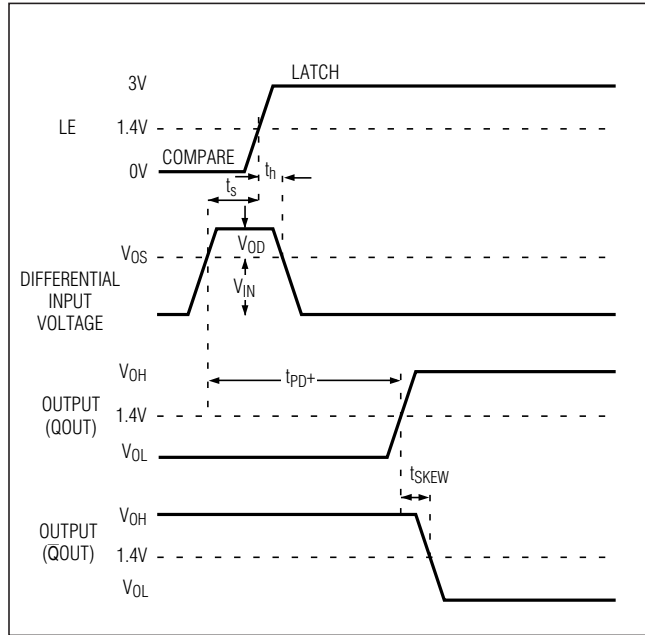 3V
LATCH
LE
1.4V
COMPARE
0V
th
ts
VOD
VOS
VIN
DIFFERENTIAL
INPUT
VOLTAGE
VOH
tPD+
OUTPUT
(QOUT)
1.4V
VOL
tSKEW
VOH
OUTPUT
(Q̅OUT)
1.4V
VOL